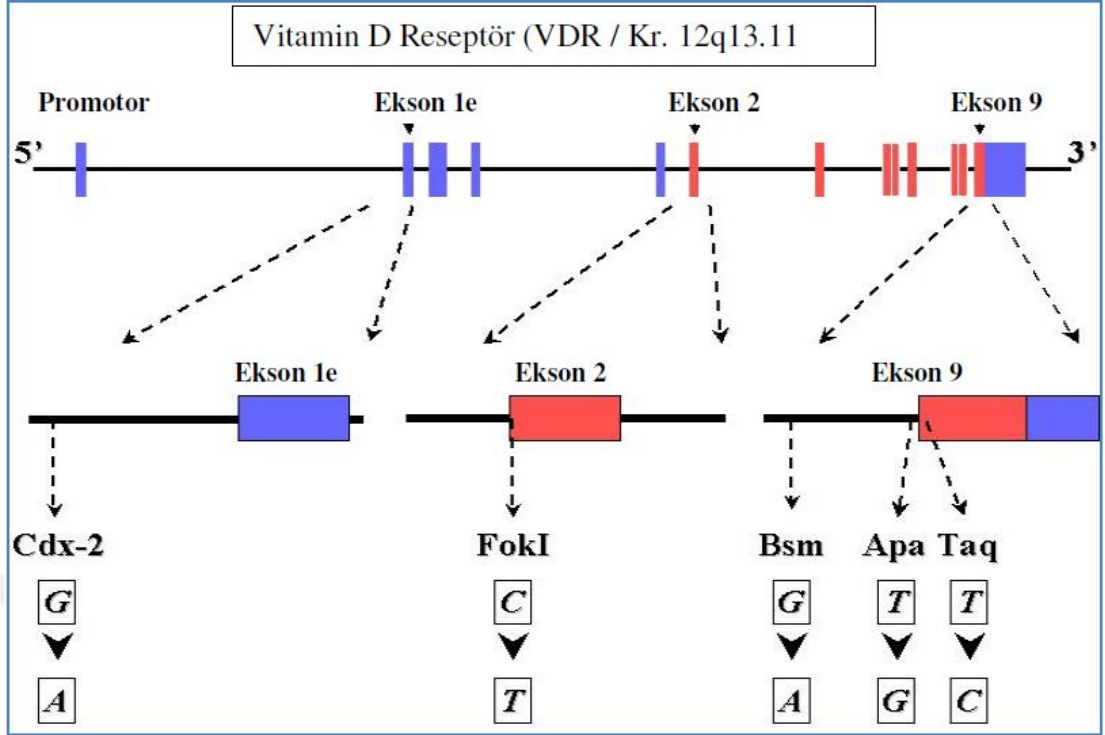 Vitamin D Reseptör (VDR / Kr. 12q13.11
Promotor Ekson 1e Ekson 2 Ekson 9
5' 3'
Ekson 1e Ekson 2 Ekson 9
Cdx-2 FokI Bsm Apa Taq
G C G T T
A T A G C